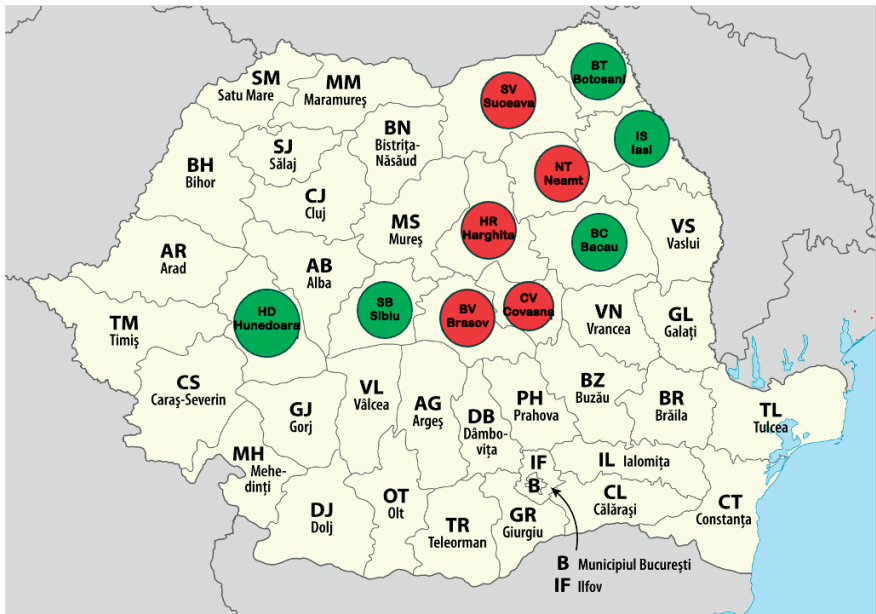 BT
Botosani
SM
Satu Mare
MM
Maramureş
SV
Suceava
IS
Iasi
BN
Bistriţa-
Năsăud
SJ
Sălaj
BH
Bihor
NT
Neamt
CJ
Cluj
MS
Mureş
HR
Harghita
BC
Bacau
VS
Vaslui
AR
Arad
AB
Alba
HD
Hunedoara
SB
Sibiu
BV
Brasov
CV
Covasna
VN
Vrancea
GL
Galaţi
TM
Timiş
CS
Caraş-Severin
GJ
Gorj
VL
Vâlcea
AG
Argeş
DB
Dâmbo-
viţa
PH
Prahova
BZ
Buzău
BR
Brăila
TL
Tulcea
MH Mehe-
dinţi
IF
B
IL Ialomiţa
DJ
Dolj
OT
Olt
TR
Teleorman
GR
Giurgiu
CL
Călăraşi
CT
Constanţa
B Municipiul Bucureşti
IF Ilfov